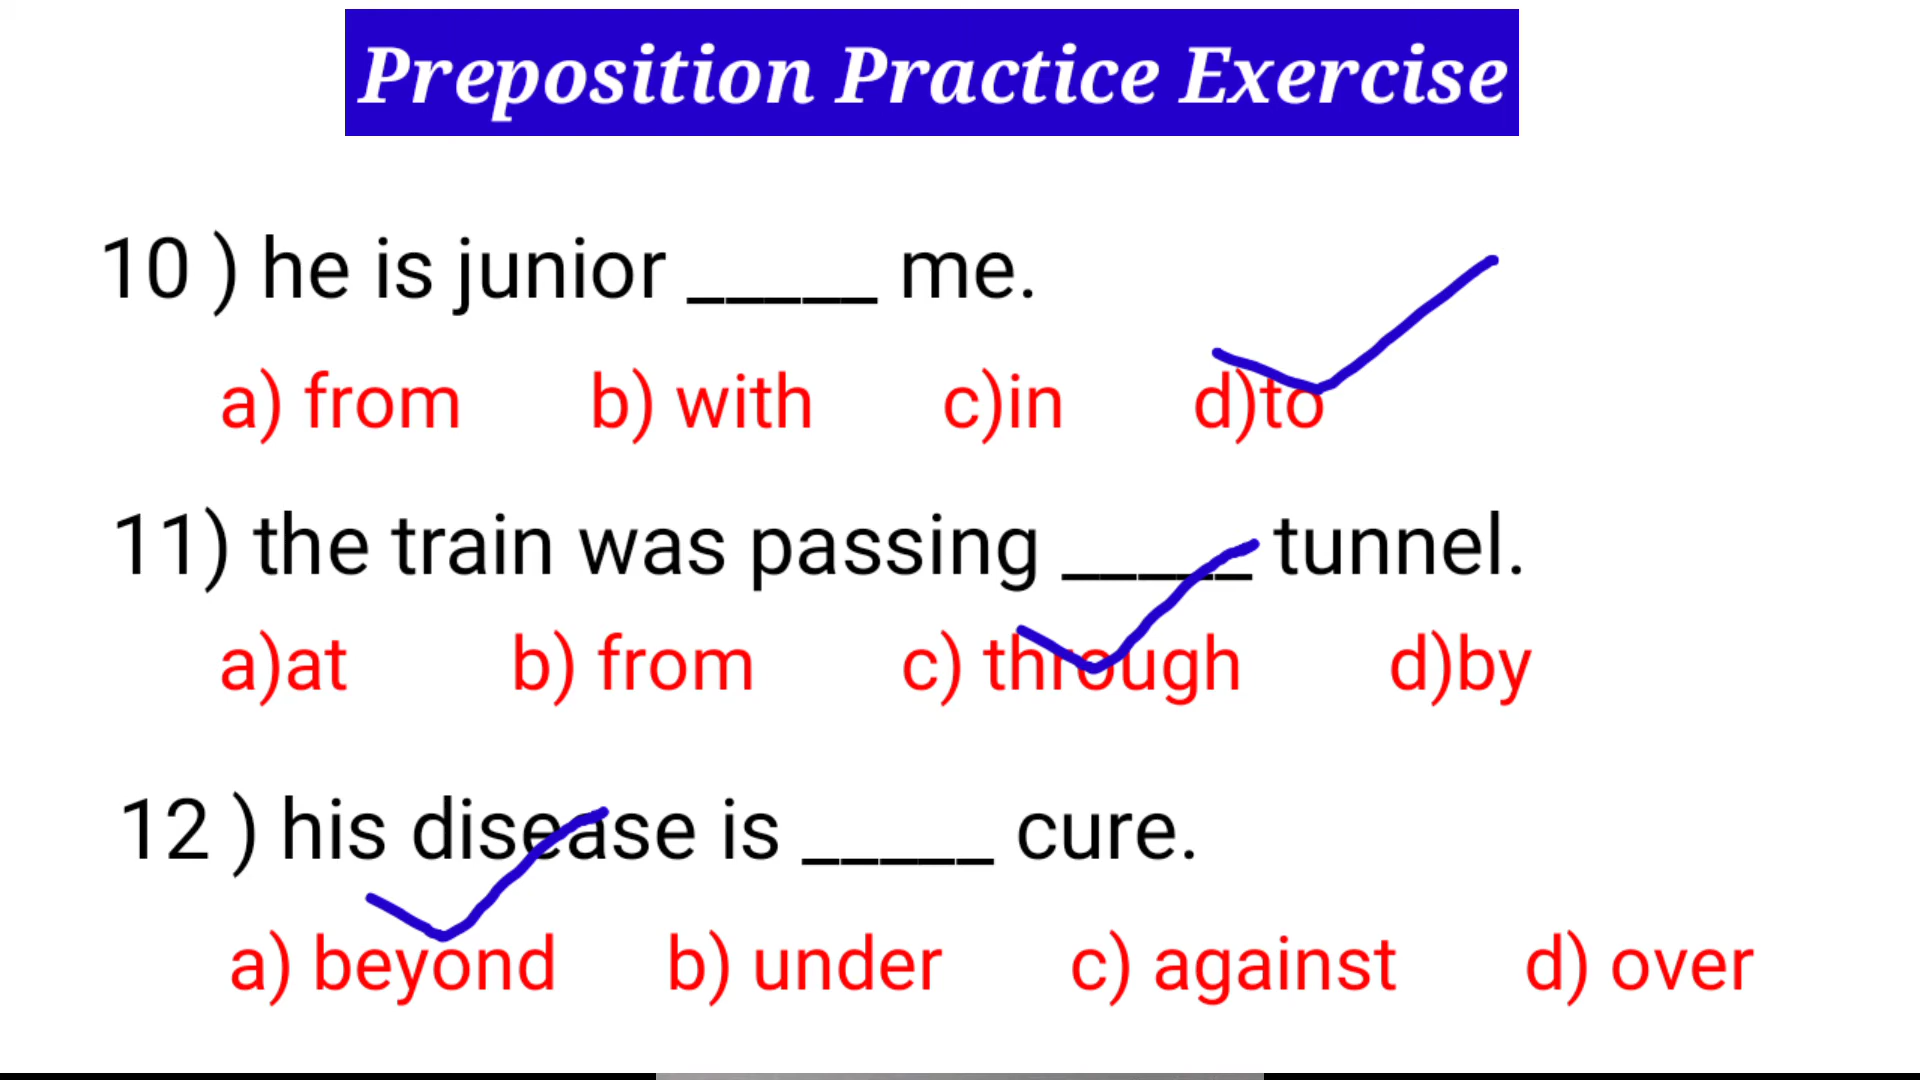 Preposition Practice Exercise
10 ) he is junior _____ me.
a) from b) with c)in d)to
11) the train was passing _____ tunnel.
a)at b) from c) through d)by
12 ) his disease is _____ cure.
a) beyond b) under c) against d) over